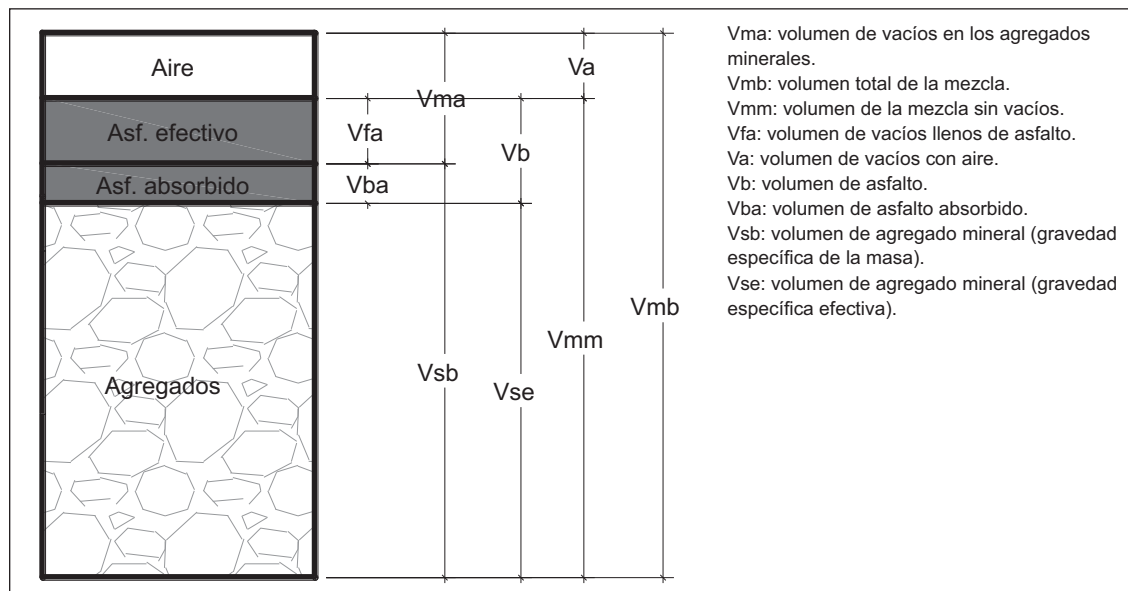 Aire
Asf. efectivo
Asf. absorbido
Agregados
Vma
Vfa
Vba
Vb
Va
Vsb
Vse
Vmm
Vmb
Vma: volumen de vacíos en los agregados
minerales.
Vmb: volumen total de la mezcla.
Vmm: volumen de la mezcla sin vacíos.
Vfa: volumen de vacíos llenos de asfalto.
Va: volumen de vacíos con aire.
Vb: volumen de asfalto.
Vba: volumen de asfalto absorbido.
Vsb: volumen de agregado mineral (gravedad
específica de la masa).
Vse: volumen de agregado mineral (gravedad
específica efectiva).